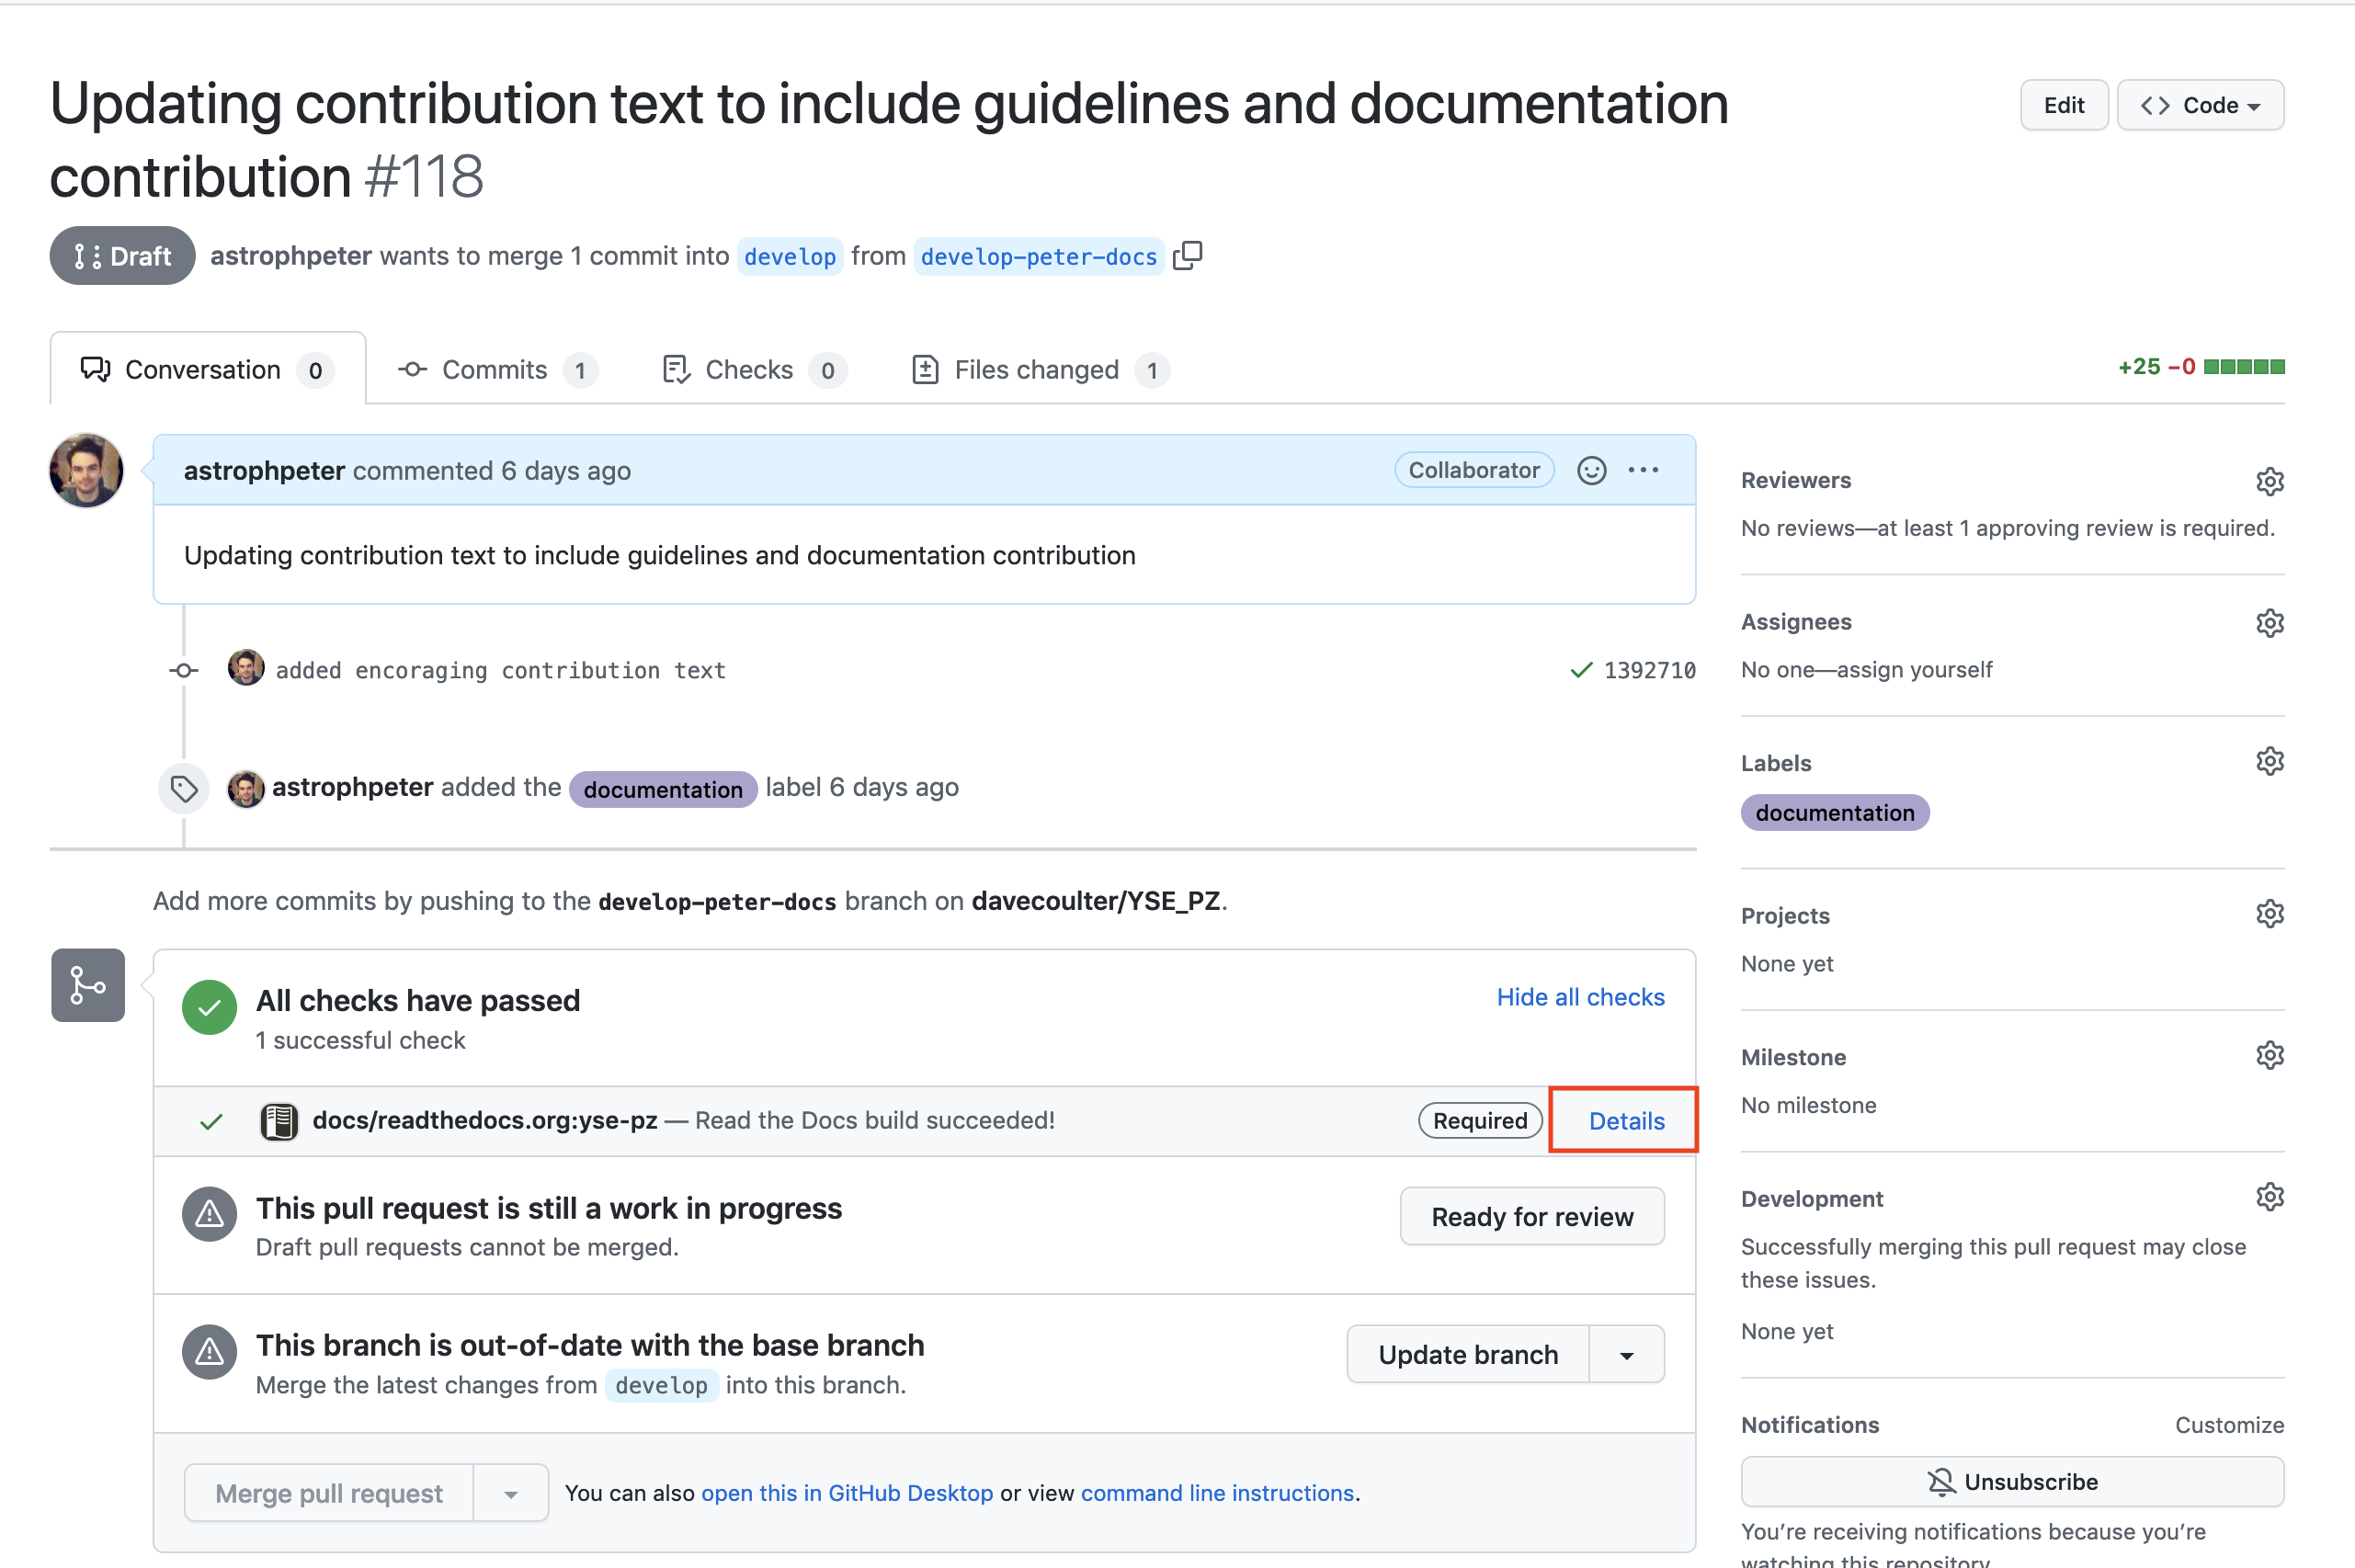 Updating contribution text to include guidelines and documentation
contribution #118
Edit
Code
Draft
astrophpeter wants to merge 1 commit into develop from develop-peter-docs
Conversation 0
Commits 1
Checks 0
Files changed 1
+25 −0
astrophpeter commented 6 days ago
Collaborator
Updating contribution text to include guidelines and documentation contribution
added encoraging contribution text
1392710
astrophpeter added the documentation label 6 days ago
Add more commits by pushing to the develop-peter-docs branch on davecoulter/YSE_PZ.
All checks have passed
1 successful check
Hide all checks
docs/readthedocs.org:yse-pz — Read the Docs build succeeded!
Required
Details
This pull request is still a work in progress
Draft pull requests cannot be merged.
Ready for review
This branch is out-of-date with the base branch
Merge the latest changes from develop into this branch.
Update branch
Merge pull request
You can also open this in GitHub Desktop or view command line instructions.
Reviewers
No reviews—at least 1 approving review is required.
Assignees
No one—assign yourself
Labels
documentation
Projects
None yet
Milestone
No milestone
Development
Successfully merging this pull request may close
these issues.
None yet
Notifications
Customize
Unsubscribe
You’re receiving notifications because you’re
watching this repository.